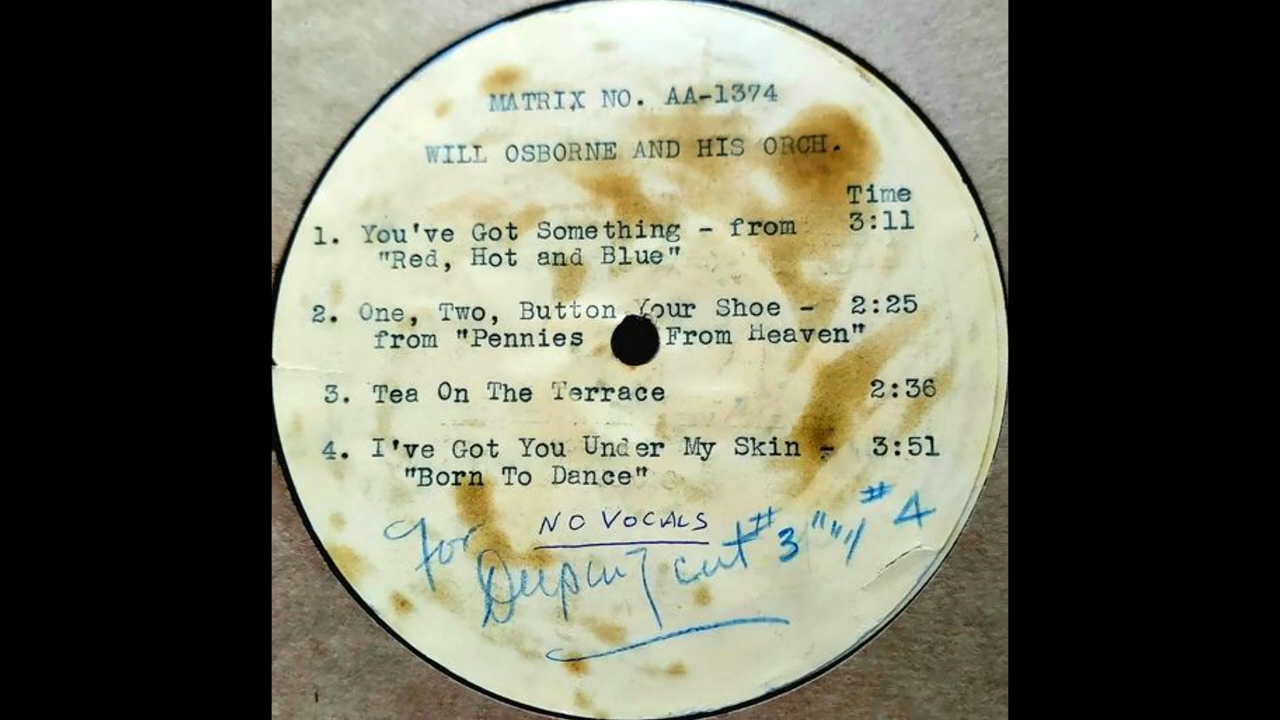 MATRIX NO. AA-1374
WILL OSBORNE AND HIS ORCH.
Time
1. You've Got Something - from 3:11
"Red, Hot and Blue"
2. One, Two, Button Your Shoe - 2:25
from "Pennies From Heaven"
3. Tea On The Terrace 2:36
4. I've Got You Under My Skin - 3:51
"Born To Dance"
NO VOCALS
For
cut #3 """ #4